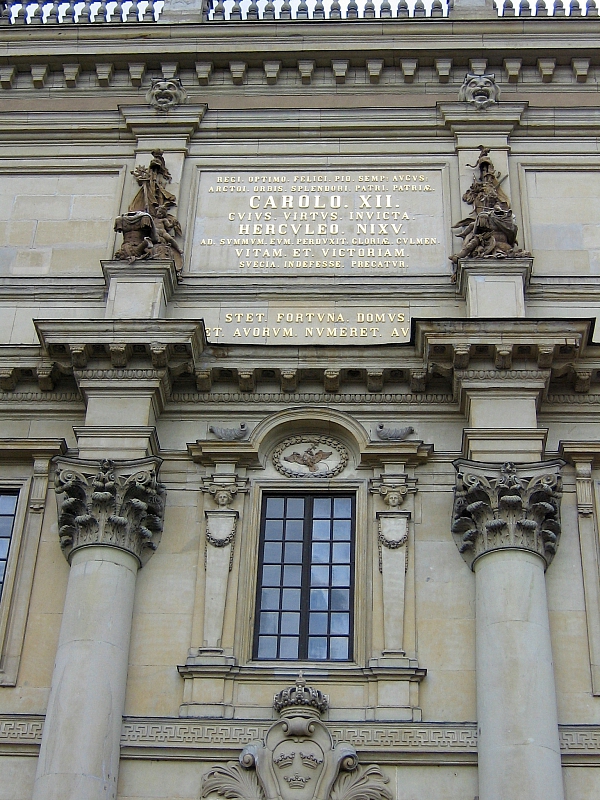 REGI. OPTIMO. FELICI. PIO. SEMP. AUGUS:
ARCTOI. ORBIS. SPLENDORI. PATRI. PATRIÆ.
CAROLO. XII.
CVIVS. VIRTVS. INVICTA.
HERCVLEO. NIXV.
AD. SVMMVM. EVM. PERDVXIT. GLORIÆ. CVLMEN.
VITAM. ET. VICTORIAM.
SVECIA. INDEFESSE. PRECATVR.
STET. FORTVNA. DOMVS
ET. AVORVM. NVMERET. AV